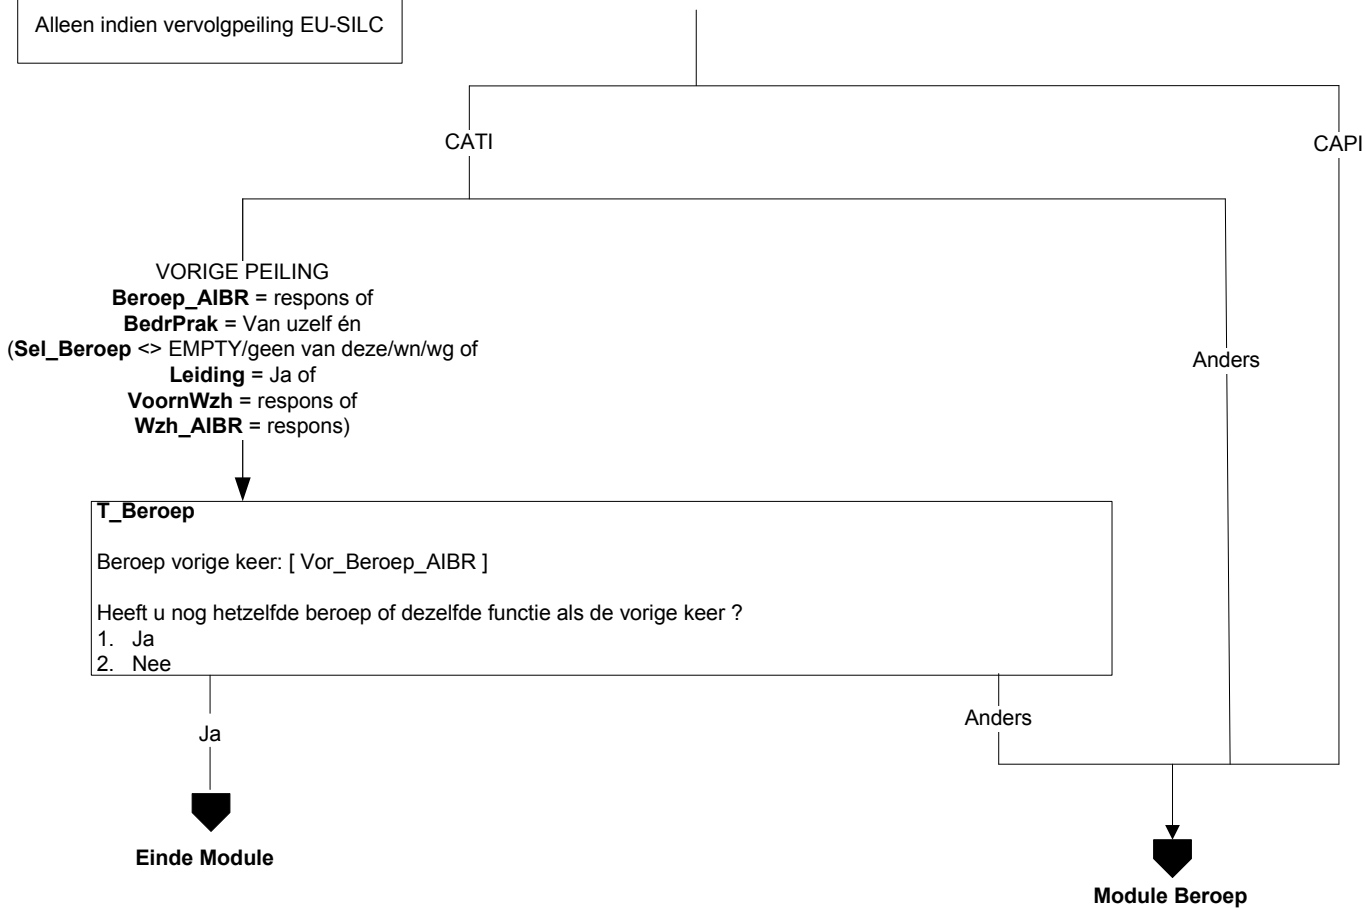 Alleen indien vervolgpeiling EU-SILC
CATI
CAPI
VORIGE PEILING
Beroep_AIBR = respons of
BedrPrak = Van uzelf én
(Sel_Beroep <> EMPTY/geen van deze/wn/wg of
Leiding = Ja of
VoornWzh = respons of
Wzh_AIBR = respons)
Anders
T_Beroep
Beroep vorige keer: [ Vor_Beroep_AIBR ]
Heeft u nog hetzelfde beroep of dezelfde functie als de vorige keer ?
1. Ja
2. Nee
Ja
Anders
Einde Module
Module Beroep